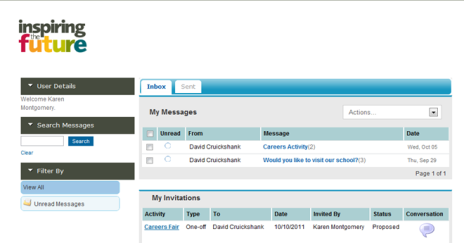 inspiring
the
future
User Details
Welcome Karen
Montgomery.
Search Messages
Search
Clear
Filter By
View All
Unread Messages
Inbox Sent
My Messages Actions...
Unread From Message Date
David Cruickshank Careers Activity(2) Wed, Oct 05
David Cruickshank Would you like to visit our school?(3) Thu, Sep 29
Page 1 of 1
My Invitations
Activity Type To Date Invited By Status Conversation
Careers Fair One-off David Cruickshank 10/10/2011 Karen Montgomery Proposed